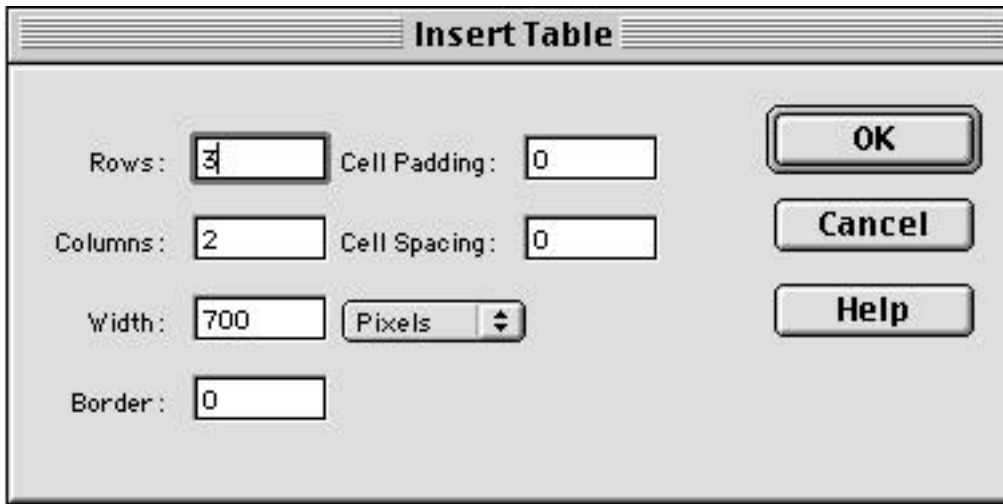 Insert Table
Rows: 3 Cell Padding: 0 OK
Columns: 2 Cell Spacing: 0 Cancel
Width: 700 Pixels Help
Border: 0